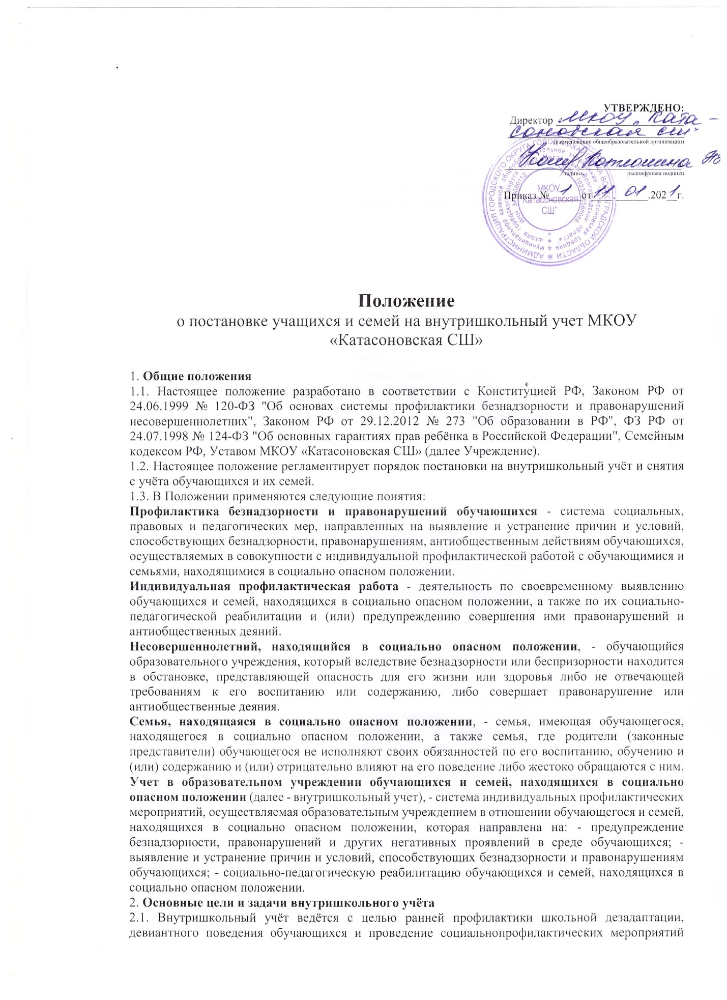 УТВЕРЖДЕНО:
Директор МКОУ „Ката-
соновская СШ"
(наименование общеобразовательной организации)
Котлошина
подпись расшифровка подписи
Приказ № 1 от 11 . 01 .2021 г.
АДМИНИСТРАЦИЯ ГОРОДСКОГО ОКРУГА ГОРОД МИХАЙЛОВКА ВОЛГОГРАДСКОЙ ОБЛАСТИ
МКОУ
Катасоновская
СШ"
Положение
о постановке учащихся и семей на внутришкольный учет МКОУ
«Катасоновская СШ»
1. Общие положения
1.1. Настоящее положение разработано в соответствии с Конституцией РФ, Законом РФ от
24.06.1999 № 120-ФЗ "Об основах системы профилактики безнадзорности и правонарушений
несовершеннолетних", Законом РФ от 29.12.2012 № 273 "Об образовании в РФ", ФЗ РФ от
24.07.1998 № 124-ФЗ "Об основных гарантиях прав ребёнка в Российской Федерации", Семейным
кодексом РФ, Уставом МКОУ «Катасоновская СШ» (далее Учреждение).
1.2. Настоящее положение регламентирует порядок постановки на внутришкольный учёт и снятия
с учёта обучающихся и их семей.
1.3. В Положении применяются следующие понятия:
Профилактика безнадзорности и правонарушений обучающихся - система социальных,
правовых и педагогических мер, направленных на выявление и устранение причин и условий,
способствующих безнадзорности, правонарушениям, антиобщественным действиям обучающихся,
осуществляемых в совокупности с индивидуальной профилактической работой с обучающимися и
семьями, находящимися в социально опасном положении.
Индивидуальная профилактическая работа - деятельность по своевременному выявлению
обучающихся и семей, находящихся в социально опасном положении, а также по их социально-
педагогической реабилитации и (или) предупреждению совершения ими правонарушений и
антиобщественных деяний.
Несовершеннолетний, находящийся в социально опасном положении, - обучающийся
образовательного учреждения, который вследствие безнадзорности или беспризорности находится
в обстановке, представляющей опасность для его жизни или здоровья либо не отвечающей
требованиям к его воспитанию или содержанию, либо совершает правонарушение или
антиобщественные деяния.
Семья, находящаяся в социально опасном положении, - семья, имеющая обучающегося,
находящегося в социально опасном положении, а также семья, где родители (законные
представители) обучающегося не исполняют своих обязанностей по его воспитанию, обучению и
(или) содержанию и (или) отрицательно влияют на его поведение либо жестоко обращаются с ним.
Учет в образовательном учреждении обучающихся и семей, находящихся в социально
опасном положении (далее - внутришкольный учет), - система индивидуальных профилактических
мероприятий, осуществляемая образовательным учреждением в отношении обучающегося и семей,
находящихся в социально опасном положении, которая направлена на: - предупреждение
безнадзорности, правонарушений и других негативных проявлений в среде обучающихся; -
выявление и устранение причин и условий, способствующих безнадзорности и правонарушениям
обучающихся; - социально-педагогическую реабилитацию обучающихся и семей, находящихся в
социально опасном положении.
2. Основные цели и задачи внутришкольного учёта
2.1. Внутришкольный учёт ведётся с целью ранней профилактики школьной дезадаптации,
девиантного поведения обучающихся и проведение социальнопрофилактических мероприятий